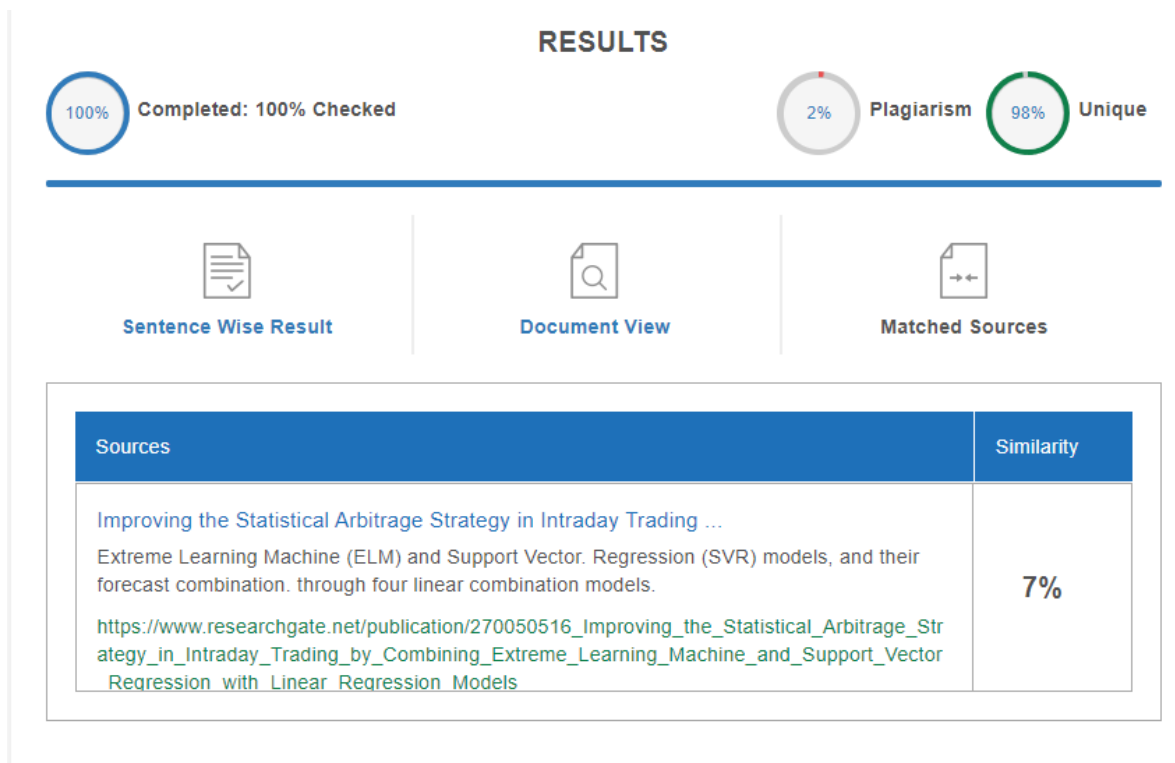 RESULTS
100%
Completed: 100% Checked
2%
Plagiarism
98%
Unique
Sentence Wise Result
Document View
Matched Sources
Sources
Similarity
Improving the Statistical Arbitrage Strategy in Intraday Trading ...
Extreme Learning Machine (ELM) and Support Vector. Regression (SVR) models, and their
forecast combination. through four linear combination models.
7%
https://www.researchgate.net/publication/270050516_Improving_the_Statistical_Arbitrage_Str
ategy_in_Intraday_Trading_by_Combining_Extreme_Learning_Machine_and_Support_Vector
_Regression_with_Linear_Regression_Models